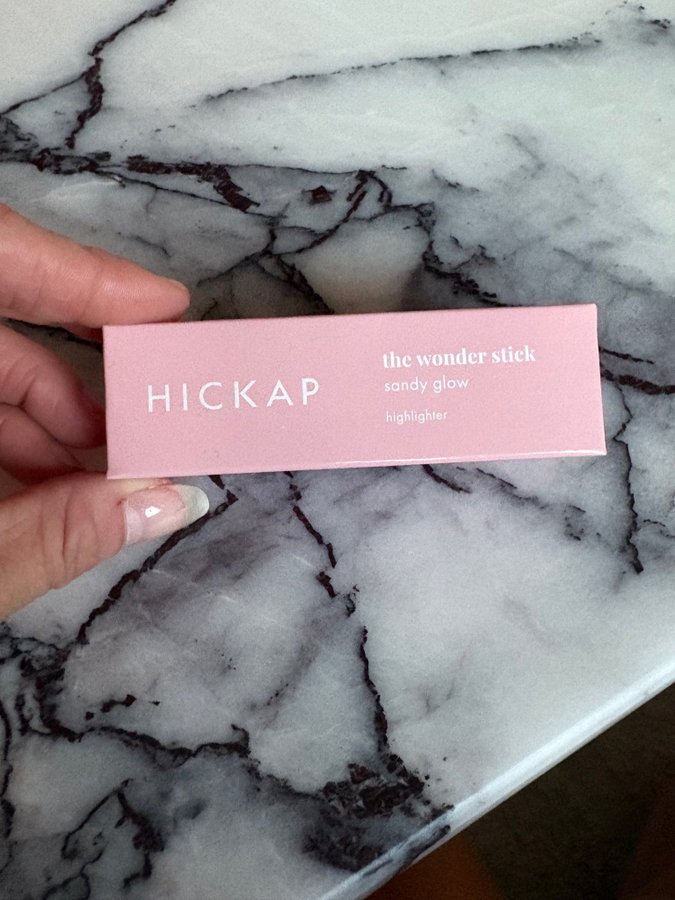 HICKAP
the wonder stick
sandy glow
highlighter